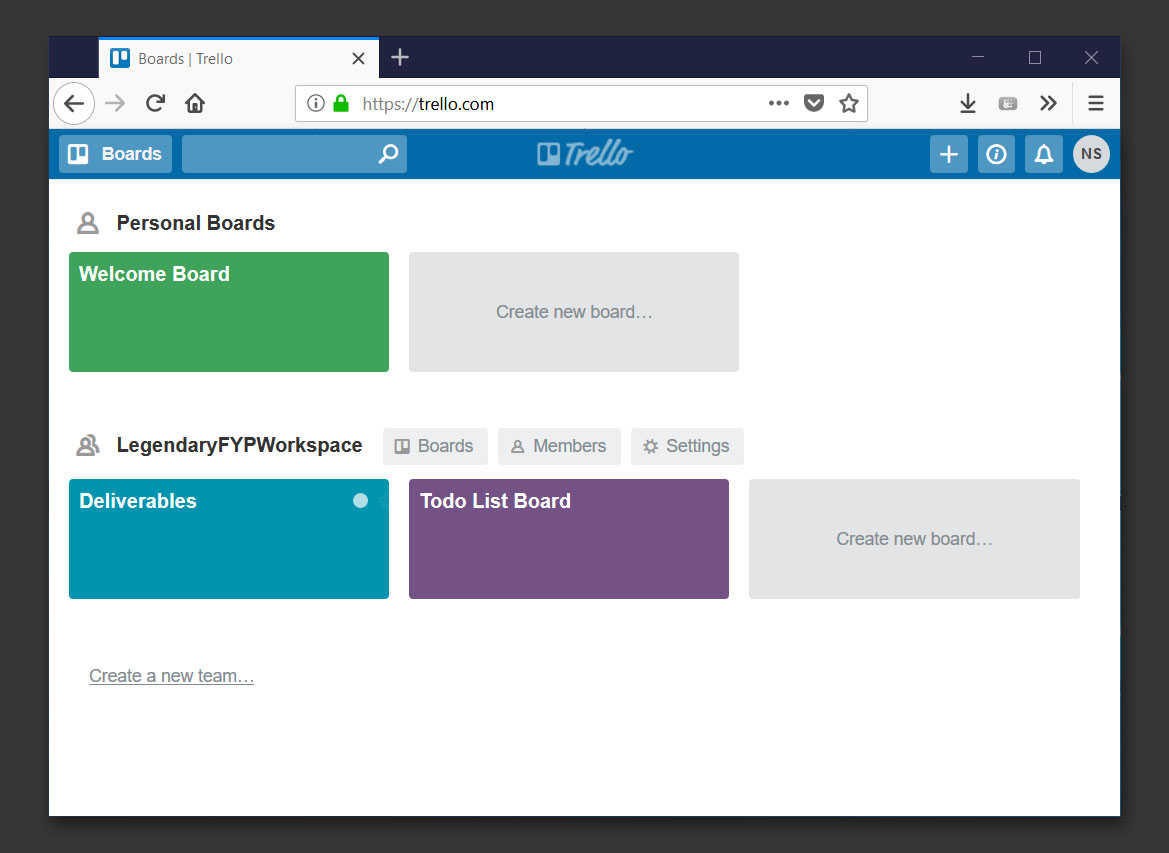 Boards | Trello
https://trello.com
Boards
Trello
NS
Personal Boards
Welcome Board
Create new board…
LegendaryFYPWorkspace
Boards
Members
Settings
Deliverables
Todo List Board
Create new board…
Create a new team…